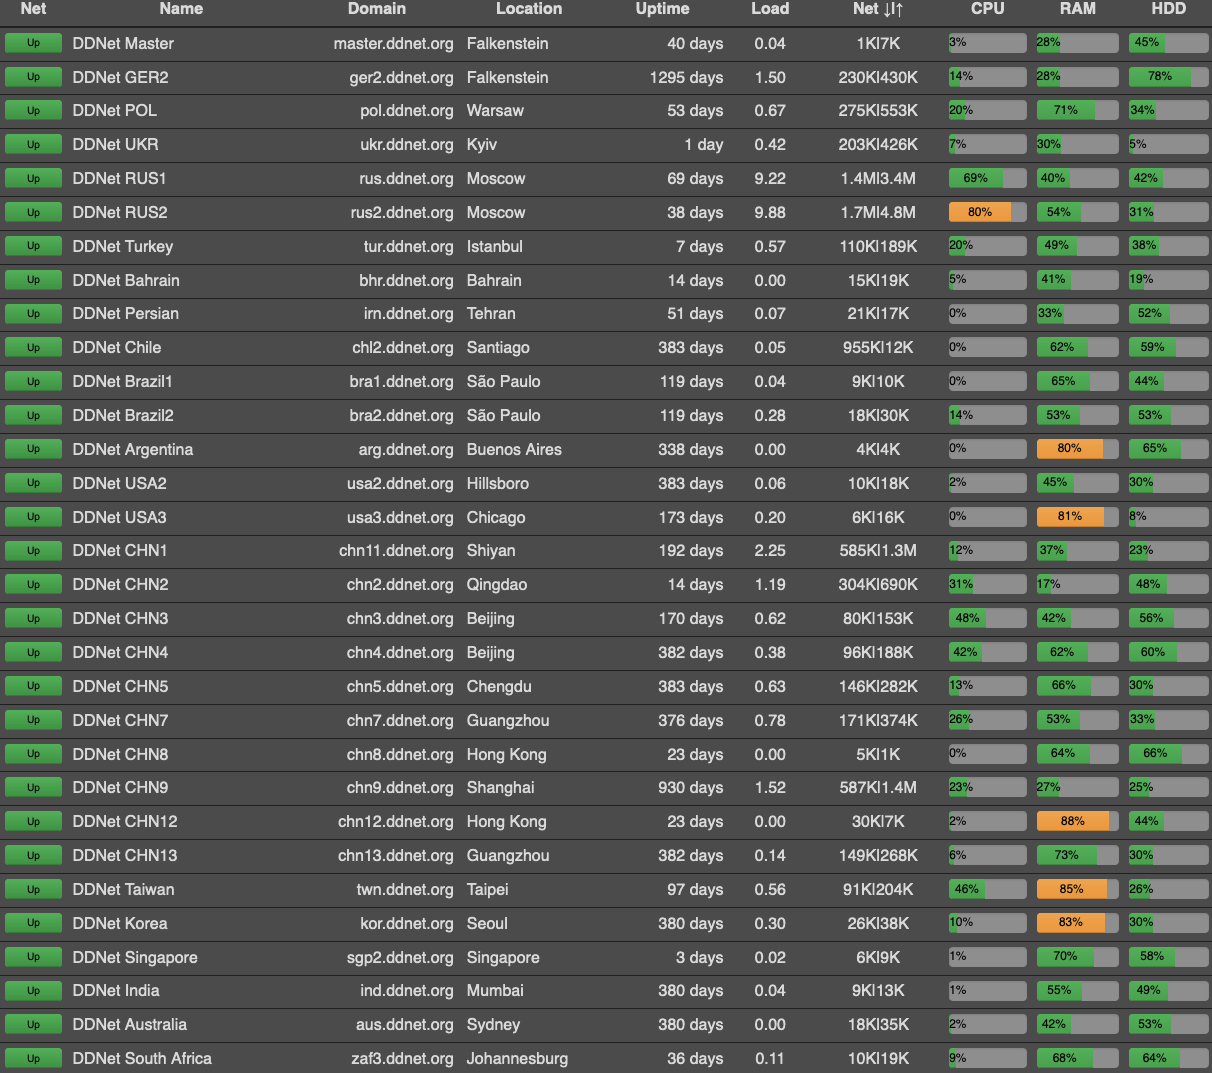 Net Name Domain Location Uptime Load Net ↓|↑ CPU RAM HDD
Up DDNet Master master.ddnet.org Falkenstein 40 days 0.04 1K|7K 3% 28% 45%
Up DDNet GER2 ger2.ddnet.org Falkenstein 1295 days 1.50 230K|430K 14% 28% 78%
Up DDNet POL pol.ddnet.org Warsaw 53 days 0.67 275K|553K 20% 71% 34%
Up DDNet UKR ukr.ddnet.org Kyiv 1 day 0.42 203K|426K 7% 30% 5%
Up DDNet RUS1 rus.ddnet.org Moscow 69 days 9.22 1.4M|3.4M 69% 40% 42%
Up DDNet RUS2 rus2.ddnet.org Moscow 38 days 9.88 1.7M|4.8M 80% 54% 31%
Up DDNet Turkey tur.ddnet.org Istanbul 7 days 0.57 110K|189K 20% 49% 38%
Up DDNet Bahrain bhr.ddnet.org Bahrain 14 days 0.00 15K|19K 5% 41% 19%
Up DDNet Persian irn.ddnet.org Tehran 51 days 0.07 21K|17K 0% 33% 52%
Up DDNet Chile chl2.ddnet.org Santiago 383 days 0.05 955K|12K 0% 62% 59%
Up DDNet Brazil1 bra1.ddnet.org São Paulo 119 days 0.04 9K|10K 0% 65% 44%
Up DDNet Brazil2 bra2.ddnet.org São Paulo 119 days 0.28 18K|30K 14% 53% 53%
Up DDNet Argentina arg.ddnet.org Buenos Aires 338 days 0.00 4K|4K 0% 80% 65%
Up DDNet USA2 usa2.ddnet.org Hillsboro 383 days 0.06 10K|18K 2% 45% 30%
Up DDNet USA3 usa3.ddnet.org Chicago 173 days 0.20 6K|16K 0% 81% 8%
Up DDNet CHN1 chn11.ddnet.org Shiyan 192 days 2.25 585K|1.3M 12% 37% 23%
Up DDNet CHN2 chn2.ddnet.org Qingdao 14 days 1.19 304K|690K 31% 17% 48%
Up DDNet CHN3 chn3.ddnet.org Beijing 170 days 0.62 80K|153K 48% 42% 56%
Up DDNet CHN4 chn4.ddnet.org Beijing 382 days 0.38 96K|188K 42% 62% 60%
Up DDNet CHN5 chn5.ddnet.org Chengdu 383 days 0.63 146K|282K 13% 66% 30%
Up DDNet CHN7 chn7.ddnet.org Guangzhou 376 days 0.78 171K|374K 26% 53% 33%
Up DDNet CHN8 chn8.ddnet.org Hong Kong 23 days 0.00 5K|1K 0% 64% 66%
Up DDNet CHN9 chn9.ddnet.org Shanghai 930 days 1.52 587K|1.4M 23% 27% 25%
Up DDNet CHN12 chn12.ddnet.org Hong Kong 23 days 0.00 30K|7K 2% 88% 44%
Up DDNet CHN13 chn13.ddnet.org Guangzhou 382 days 0.14 149K|268K 6% 73% 30%
Up DDNet Taiwan twn.ddnet.org Taipei 97 days 0.56 91K|204K 46% 85% 26%
Up DDNet Korea kor.ddnet.org Seoul 380 days 0.30 26K|38K 10% 83% 30%
Up DDNet Singapore sgp2.ddnet.org Singapore 3 days 0.02 6K|9K 1% 70% 58%
Up DDNet India ind.ddnet.org Mumbai 380 days 0.04 9K|13K 1% 55% 49%
Up DDNet Australia aus.ddnet.org Sydney 380 days 0.00 18K|35K 2% 42% 53%
Up DDNet South Africa zaf3.ddnet.org Johannesburg 36 days 0.11 10K|19K 9% 68% 64%